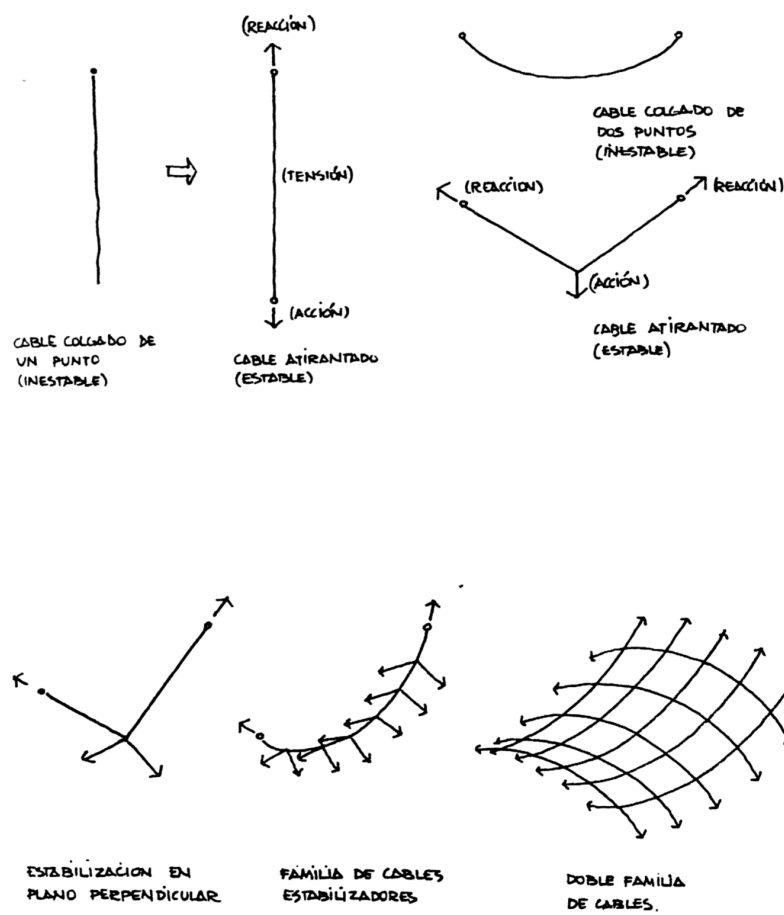 (REACCIÓN)
(TENSIÓN)
(ACCIÓN)
CABLE COLGADO DE
UN PUNTO
(INESTABLE)
CABLE ATIRANTADO
(ESTABLE)
CABLE COLGADO DE
DOS PUNTOS
(INESTABLE)
(REACCION)
(REACCIÓN)
(ACCIÓN)
CABLE ATIRANTADO
(ESTABLE)
ESTABILIZACION EN
PLANO PERPENDICULAR
FAMILIA DE CABLES
ESTABILIZADORES
DOBLE FAMILIA
DE CABLES.